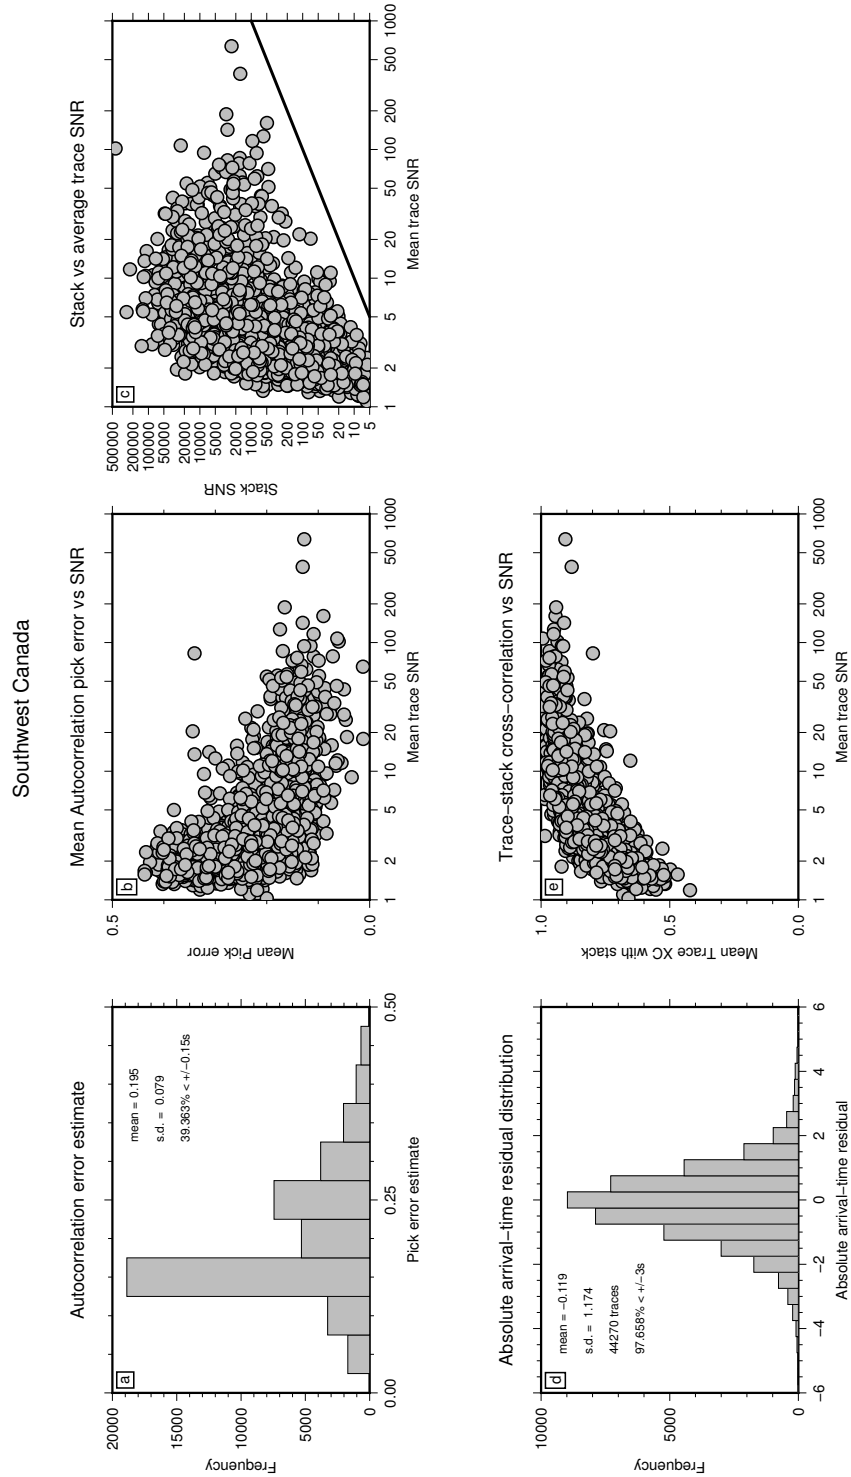 Southwest Canada
Autocorrelation error estimate
a
mean = 0.195
s.d. = 0.079
39.363% < +/−0.15s
Frequency
20000
15000
10000
5000
0
0.00
0.25
0.50
Pick error estimate
Mean Autocorrelation pick error vs SNR
b
Mean Pick error
0.5
0.0
1
2
5
10
20
50
100
200
500
1000
Mean trace SNR
Stack vs average trace SNR
c
Stack SNR
500000
200000
100000
50000
20000
10000
5000
2000
1000
500
200
100
50
20
10
5
1
2
5
10
20
50
100
200
500
1000
Mean trace SNR
Absolute arrival−time residual distribution
d
mean = −0.119
s.d. = 1.174
44270 traces
97.658% < +/−3s
Frequency
10000
5000
0
−6
−4
−2
0
2
4
6
Absolute arrival−time residual
Trace−stack cross−correlation vs SNR
e
Mean Trace XC with stack
1.0
0.5
0.0
1
2
5
10
20
50
100
200
500
1000
Mean trace SNR